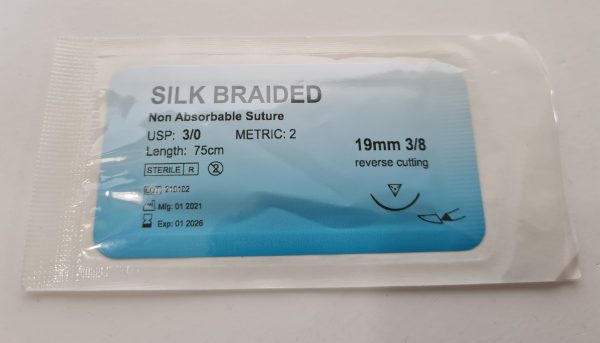 SILK BRAIDED
Non Absorbable Suture
USP: 3/0 METRIC: 2
Length: 75cm
STERILE R
LOT: 210102
Mfg: 01 2021
Exp: 01 2026
19mm 3/8
reverse cutting